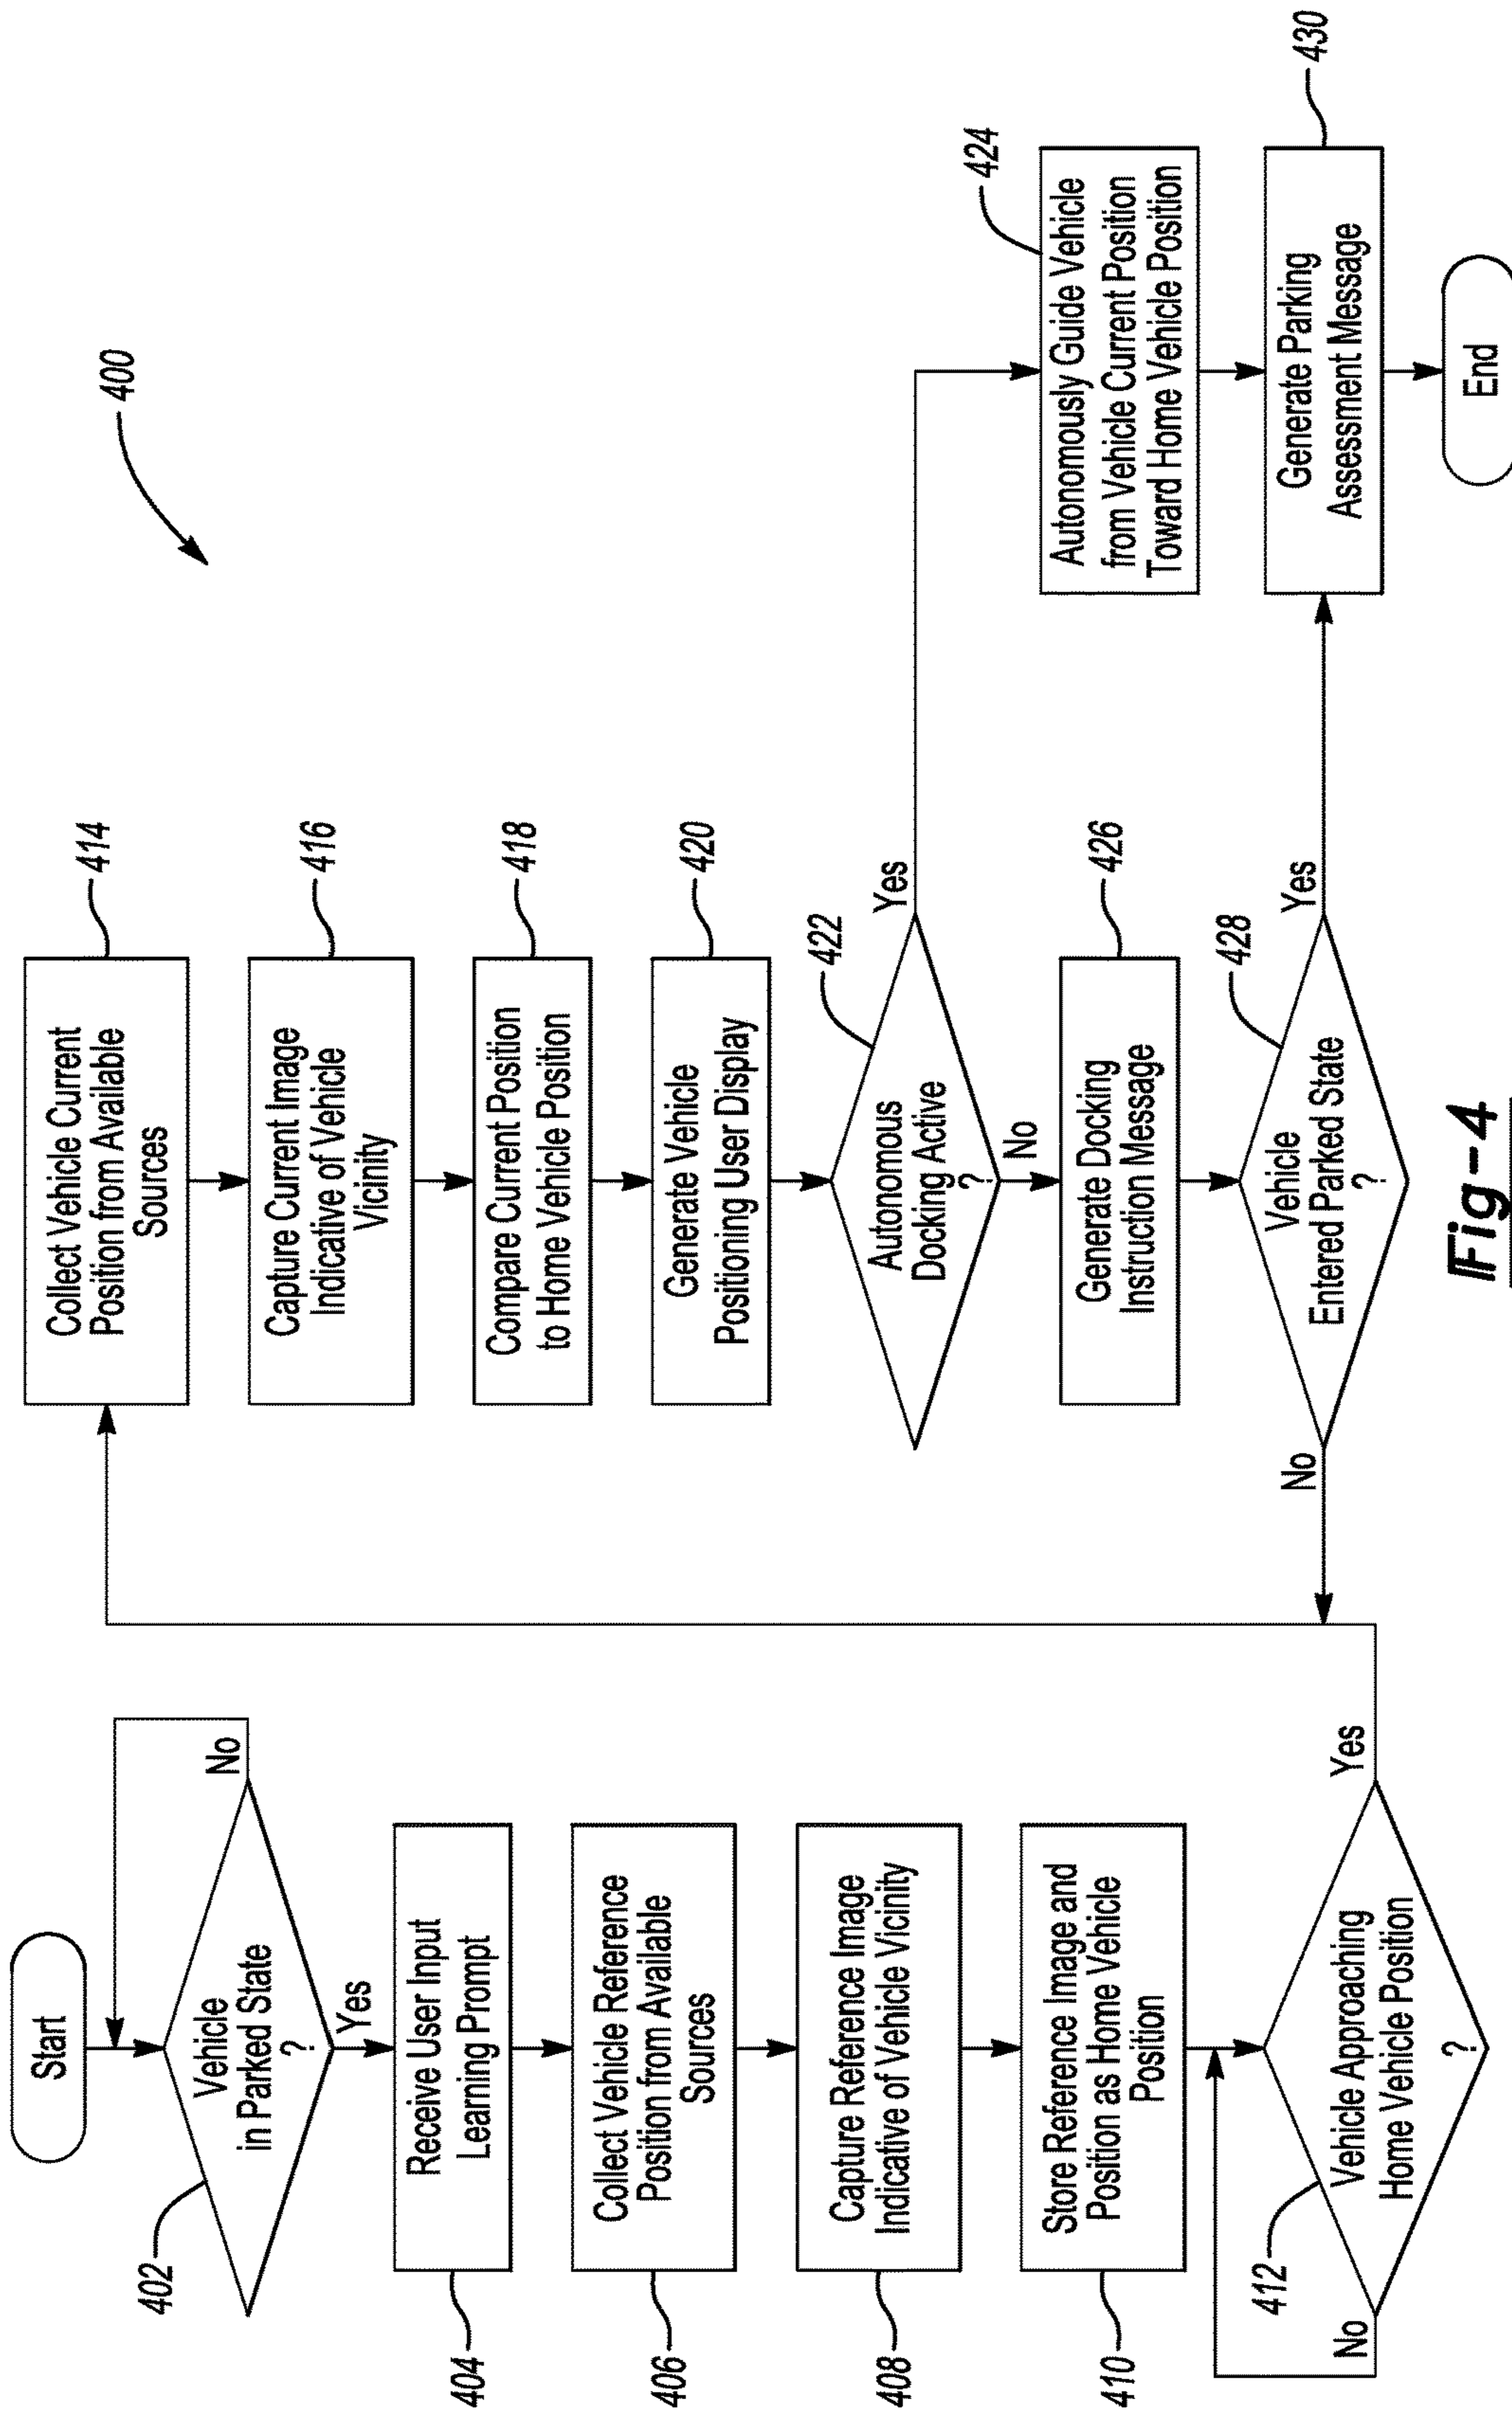 400
Start
Vehicle
in Parked State
?
402
No
Yes
Receive User Input
Learning Prompt
404
Collect Vehicle Reference
Position from Available
Sources
406
Capture Reference Image
Indicative of Vehicle Vicinity
408
Store Reference Image and
Position as Home Vehicle
Position
410
Vehicle Approaching
Home Vehicle Position
?
412
No
Yes
Collect Vehicle Current
Position from Available
Sources
414
Capture Current Image
Indicative of Vehicle
Vicinity
416
Compare Current Position
to Home Vehicle Position
418
Generate Vehicle
Positioning User Display
420
Autonomous
Docking Active
?
422
Yes
No
Generate Docking
Instruction Message
426
Vehicle
Entered Parked State
?
428
No
Yes
Autonomously Guide Vehicle
from Vehicle Current Position
Toward Home Vehicle Position
424
Generate Parking
Assessment Message
430
End
Fig-4